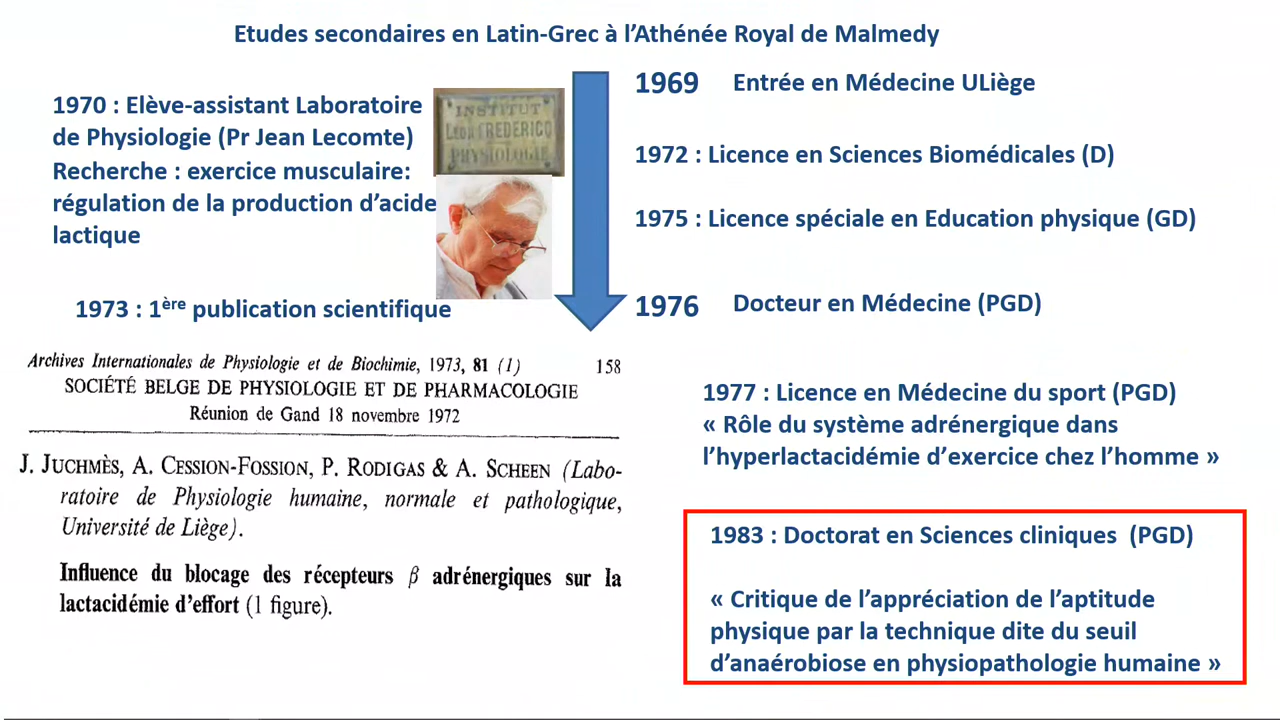 Etudes secondaires en Latin-Grec à l’Athénée Royal de Malmedy
1970 : Elève-assistant Laboratoire
de Physiologie (Pr Jean Lecomte)
Recherche : exercice musculaire:
régulation de la production d’acide
lactique
INSTITUT
LÉON FREDERICQ
PHYSIOLOGIE
1973 : 1ère publication scientifique
Archives Internationales de Physiologie et de Biochimie, 1973, 81 (1) 158
SOCIÉTÉ BELGE DE PHYSIOLOGIE ET DE PHARMACOLOGIE
Réunion de Gand 18 novembre 1972
J. JUCHMÈS, A. CESSION-FOSSION, P. RODIGAS & A. SCHEEN (Labo-
ratoire de Physiologie humaine, normale et pathologique,
Université de Liège).
Influence du blocage des récepteurs β adrénergiques sur la
lactacidémie d’effort (1 figure).
1969 Entrée en Médecine ULiège
1972 : Licence en Sciences Biomédicales (D)
1975 : Licence spéciale en Education physique (GD)
1976 Docteur en Médecine (PGD)
1977 : Licence en Médecine du sport (PGD)
« Rôle du système adrénergique dans
l’hyperlactacidémie d’exercice chez l’homme »
1983 : Doctorat en Sciences cliniques (PGD)
« Critique de l’appréciation de l’aptitude
physique par la technique dite du seuil
d’anaérobiose en physiopathologie humaine »